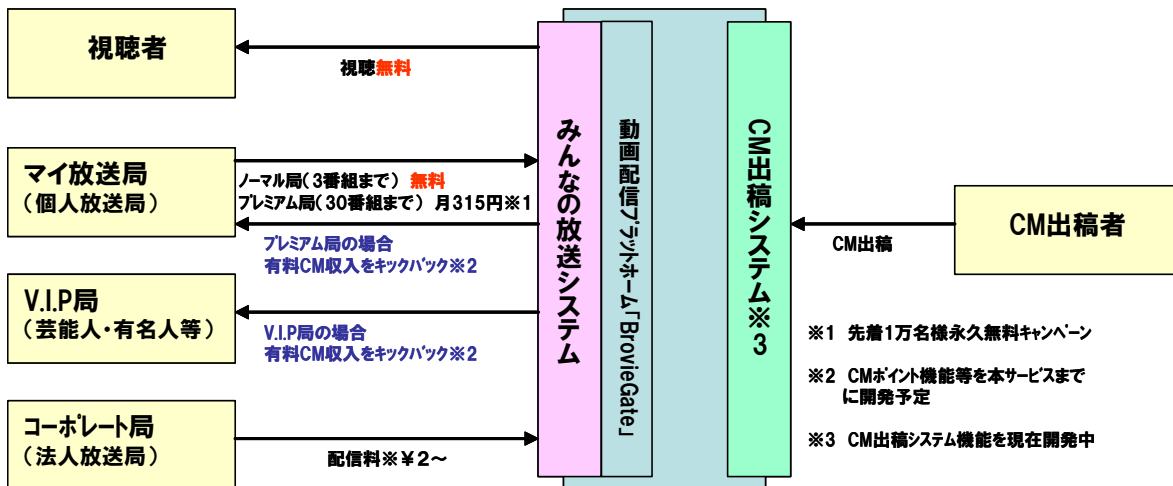 視聴者
視聴無料
マイ放送局
(個人放送局)
ノーマル局(3番組まで) 無料
プレミアム局(30番組まで) 月315円※1
プレミアム局の場合
有料CM収入をキックバック※2
V.I.P局
(芸能人・有名人等)
V.I.P局の場合
有料CM収入をキックバック※2
コーポレート局
(法人放送局)
配信料※¥2~
みんなの放送システム
動画配信プラットホーム「BrovieGate」
CM出稿システム※3
CM出稿
CM出稿者
※1 先着1万名様永久無料キャンペーン
※2 CMポイント機能等を本サービスまで
に開発予定
※3 CM出稿システム機能を現在開発中